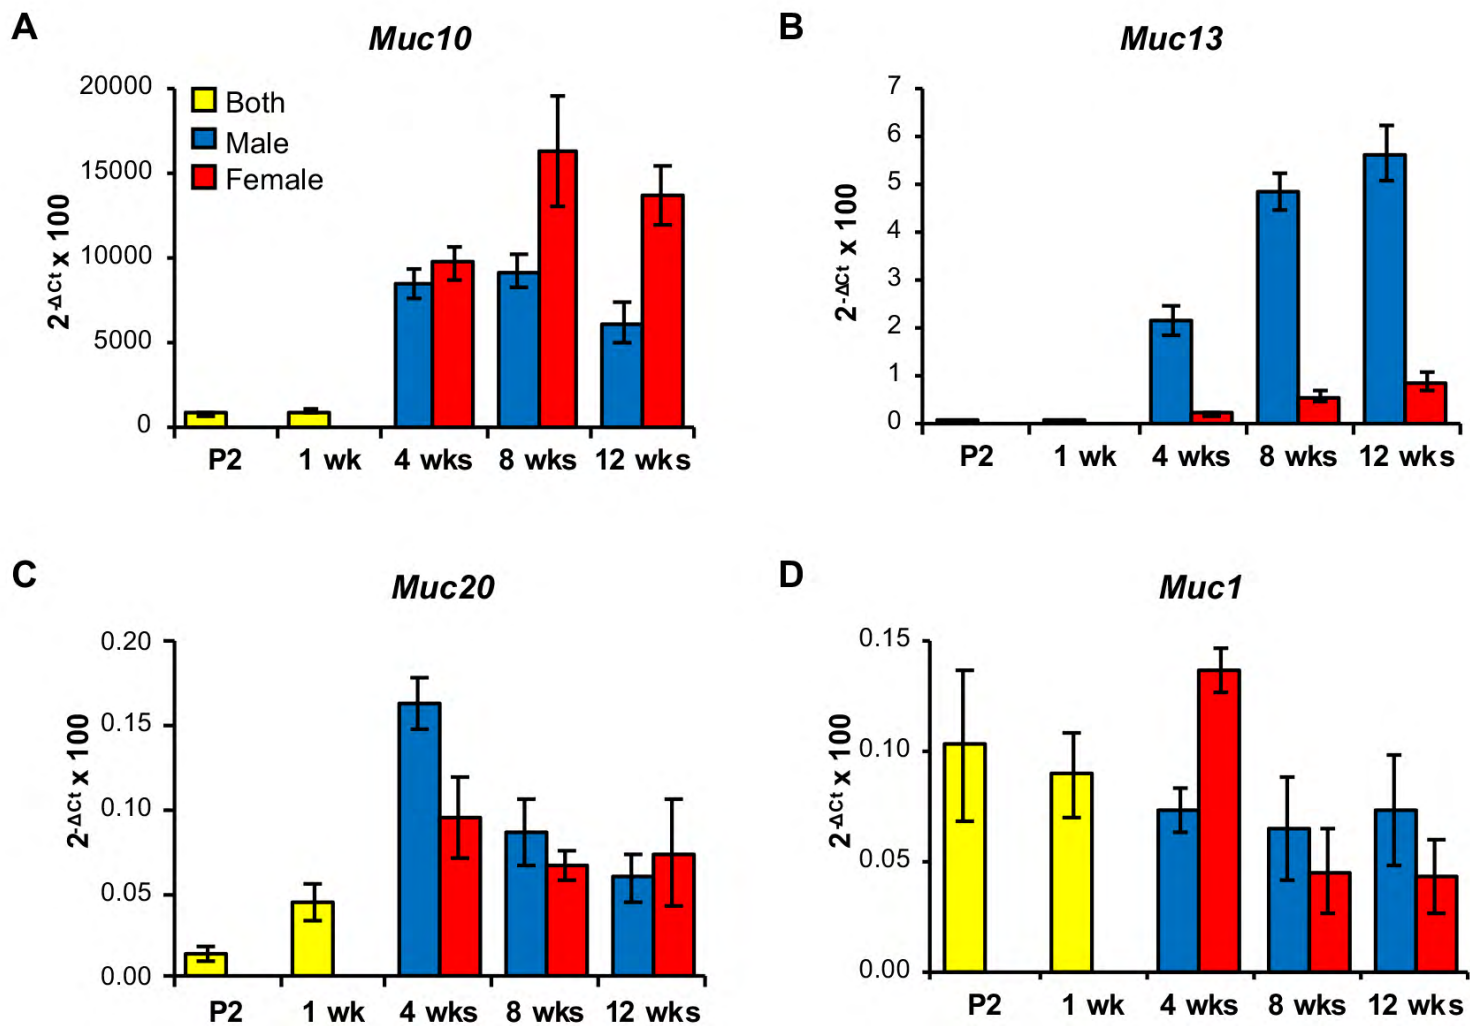 A
Muc10
20000
15000
10000
5000
0
2-ΔCt x 100
Both
Male
Female
P2 1 wk 4 wks 8 wks 12 wks
B
Muc13
7
6
5
4
3
2
1
0
2-ΔCt x 100
P2 1 wk 4 wks 8 wks 12 wks
C
Muc20
0.20
0.15
0.10
0.05
0.00
2-ΔCt x 100
P2 1 wk 4 wks 8 wks 12 wks
D
Muc1
0.15
0.10
0.05
0.00
2-ΔCt x 100
P2 1 wk 4 wks 8 wks 12 wks